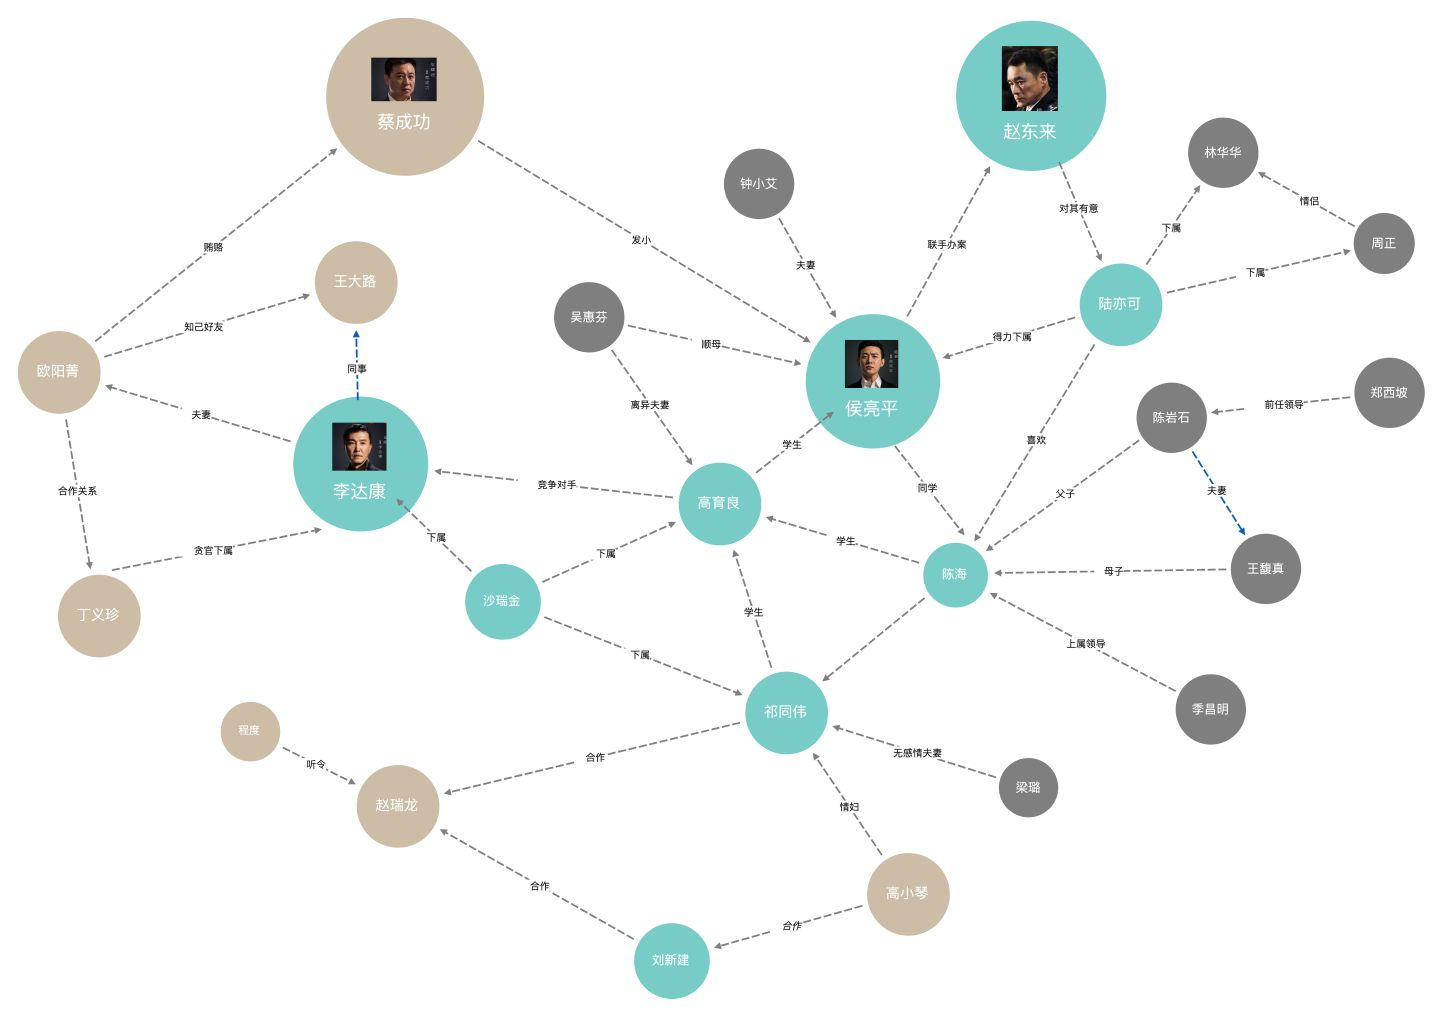 蔡成功
赵东来
林华华
钟小艾
对其有意
情侣
下属
周正
发小
联手办案
贿赂
夫妻
下属
王大路
陆亦可
吴惠芬
知己好友
得力下属
顺母
同事
欧阳菁
郑西坡
侯亮平
离异夫妻
前任领导
夫妻
陈岩石
喜欢
学生
竞争对手
同学
夫妻
合作关系
李达康
父子
高育良
下属
学生
贪官下属
下属
母子
王馥真
陈海
沙瑞金
丁义珍
学生
上属领导
下属
季昌明
祁同伟
程度
无感情夫妻
合作
听令
梁璐
赵瑞龙
情妇
合作
高小琴
合作
刘新建